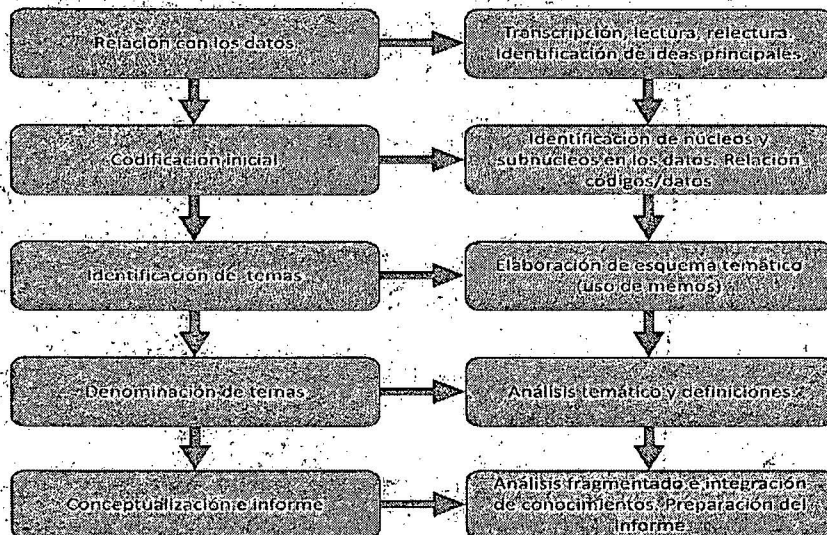 Relación con los datos
Transcripción, lectura, relectura.
Identificación de ideas principales
Codificación inicial
Identificación de núcleos y
subnúcleos en los datos. Relación
códigos/datos
Identificación de temas
Elaboración de esquema temático
(uso de memos)
Denominación de temas
Análisis temático y definiciones
Conceptualización e informe
Análisis fragmentado e integración
de conocimientos. Preparación del
informe